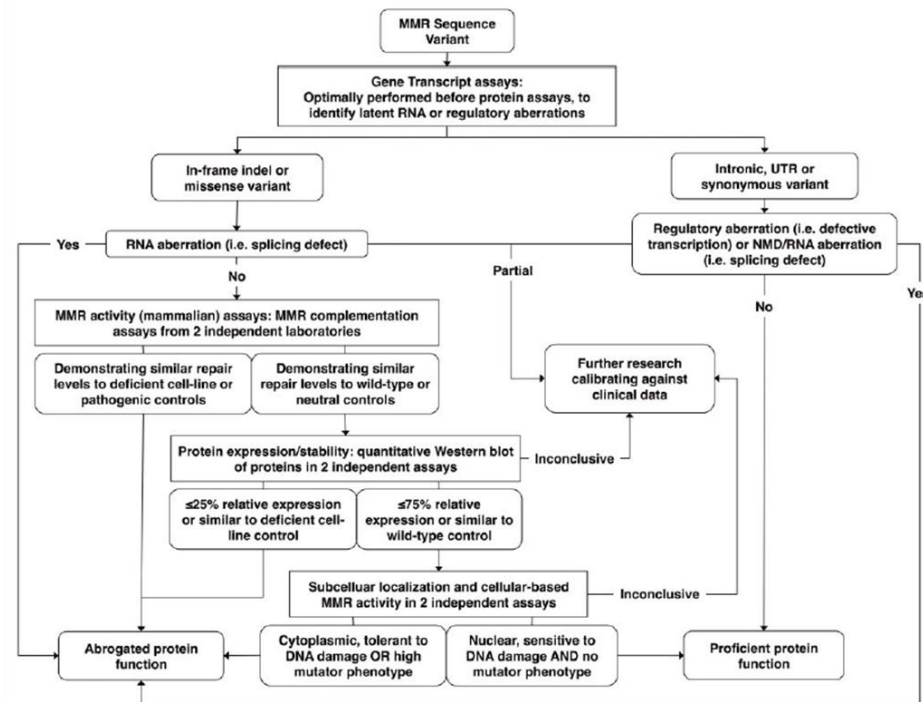 MMR Sequence
Variant
Gene Transcript assays:
Optimally performed before protein assays, to
identify latent RNA or regulatory aberrations
In-frame indel or
missense variant
Intronic, UTR or
synonymous variant
Yes
RNA aberration (i.e. splicing defect)
Regulatory aberration (i.e. defective
transcription) or NMD/RNA aberration
(i.e. splicing defect)
Partial
No
Yes
No
MMR activity (mammalian) assays: MMR complementation
assays from 2 independent laboratories
Demonstrating similar repair
levels to deficient cell-line or
pathogenic controls
Demonstrating similar
repair levels to wild-type or
neutral controls
Further research
calibrating against
clinical data
Protein expression/stability: quantitative Western blot
of proteins in 2 independent assays
Inconclusive
≤25% relative expression
or similar to deficient cell-
line control
≤75% relative
expression or similar to
wild-type control
Subcelluar localization and cellular-based
MMR activity in 2 independent assays
Inconclusive
Abrogated protein
function
Cytoplasmic, tolerant to
DNA damage OR high
mutator phenotype
Nuclear, sensitive to
DNA damage AND no
mutator phenotype
Proficient protein
function